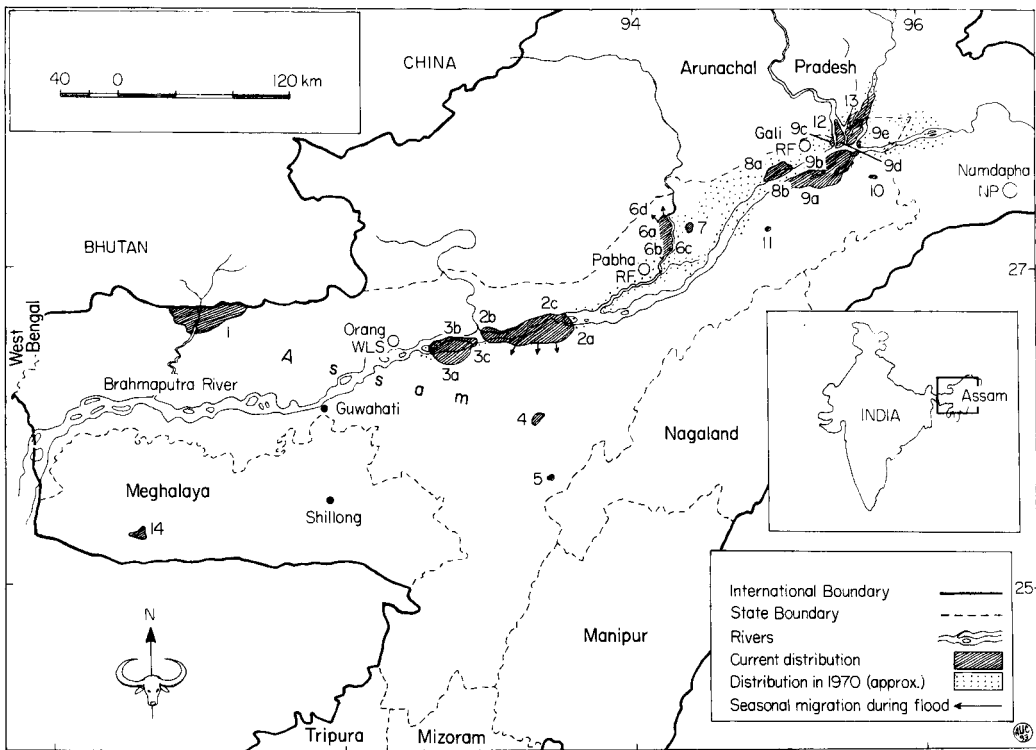 94
96
40 0 120 km
CHINA
Arunachal Pradesh
13
12
9c
9e
Gali
RF
8a
9b
9d
Namdapha
NP
8b
9a
10
6d
6a
7
11
6b
6c
Pabha
RF
27
BHUTAN
West
Bengal
1
Orang
WLS
3b
2b
2c
2a
3c
3a
Assam
Brahmaputra River
Guwahati
4
Nagaland
INDIA
Assam
5
Meghalaya
Shillong
14
25
N
Manipur
Tripura
Mizoram
International Boundary
State Boundary
Rivers
Current distribution
Distribution in 1970 (approx.)
Seasonal migration during flood